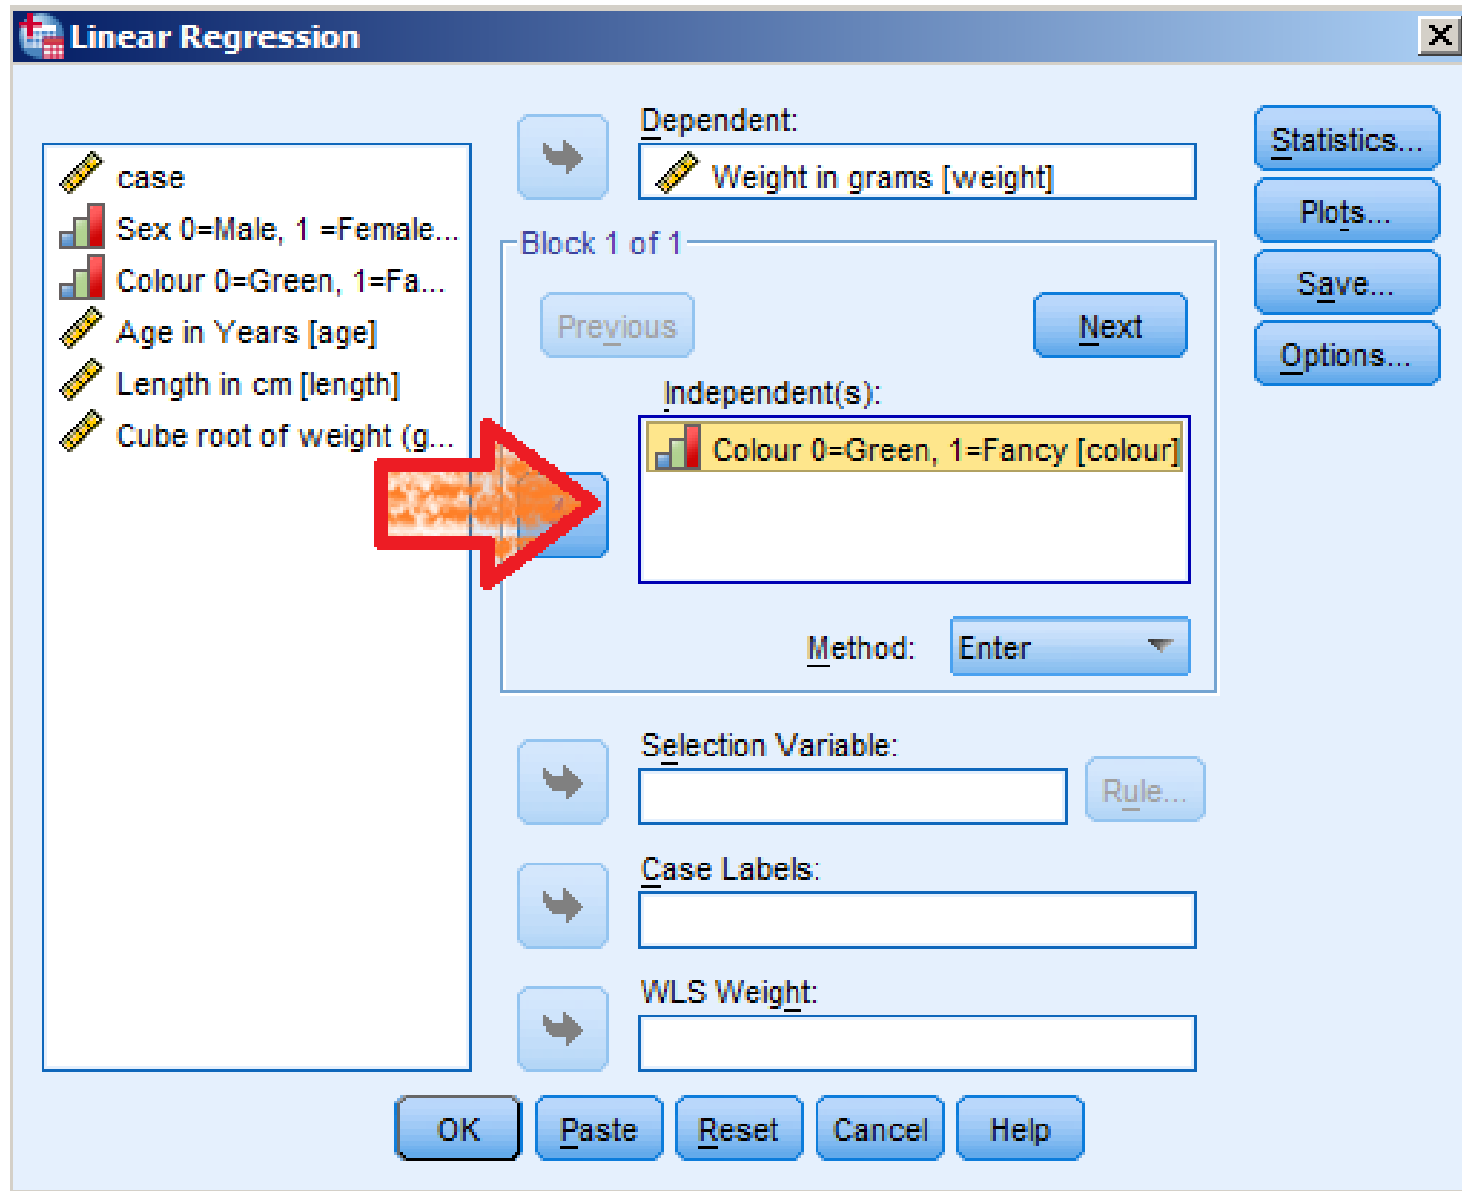 Linear Regression
case
Sex 0=Male, 1 =Female...
Colour 0=Green, 1=Fa...
Age in Years [age]
Length in cm [length]
Cube root of weight (g...
Dependent:
Weight in grams [weight]
Block 1 of 1
Previous
Next
Independent(s):
Colour 0=Green, 1=Fancy [colour]
Method:
Enter
Selection Variable:
Rule...
Case Labels:
WLS Weight:
Statistics...
Plots...
Save...
Options...
OK
Paste
Reset
Cancel
Help